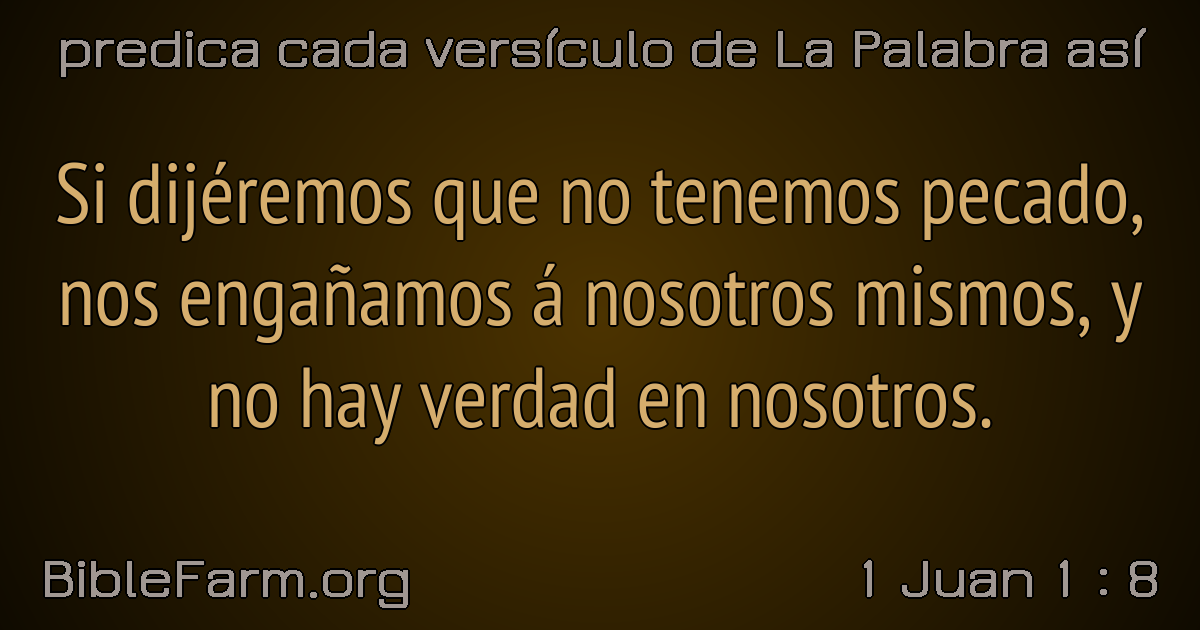 predica cada versículo de La Palabra así
Si dijéremos que no tenemos pecado,
nos engañamos á nosotros mismos, y
no hay verdad en nosotros.
BibleFarm.org
1 Juan 1 : 8